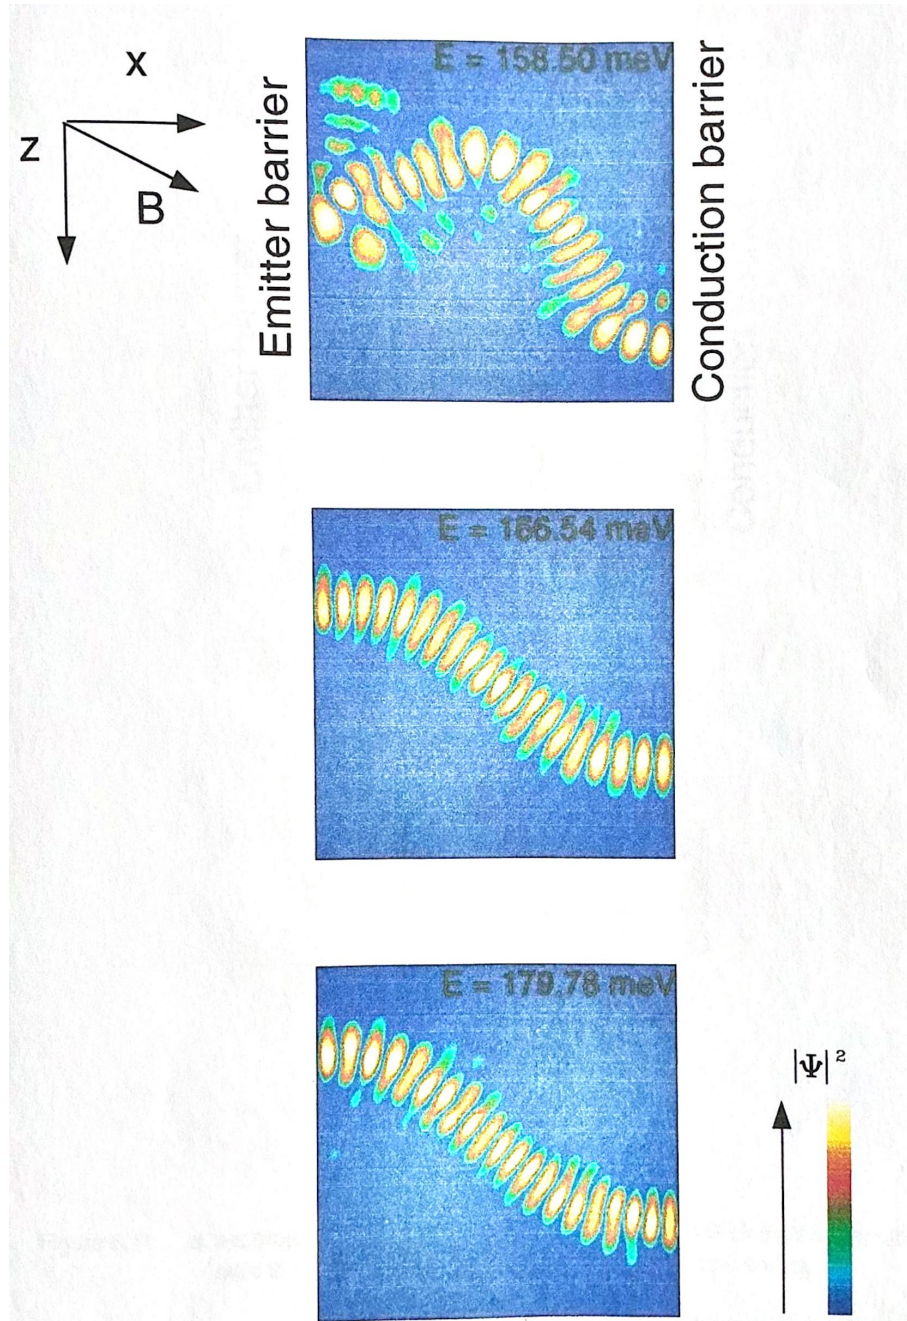 X
Z
B
Emitter barrier
E = 158.50 meV
Conduction barrier
E = 166.54 meV
E = 179.78 meV
|Ψ|²